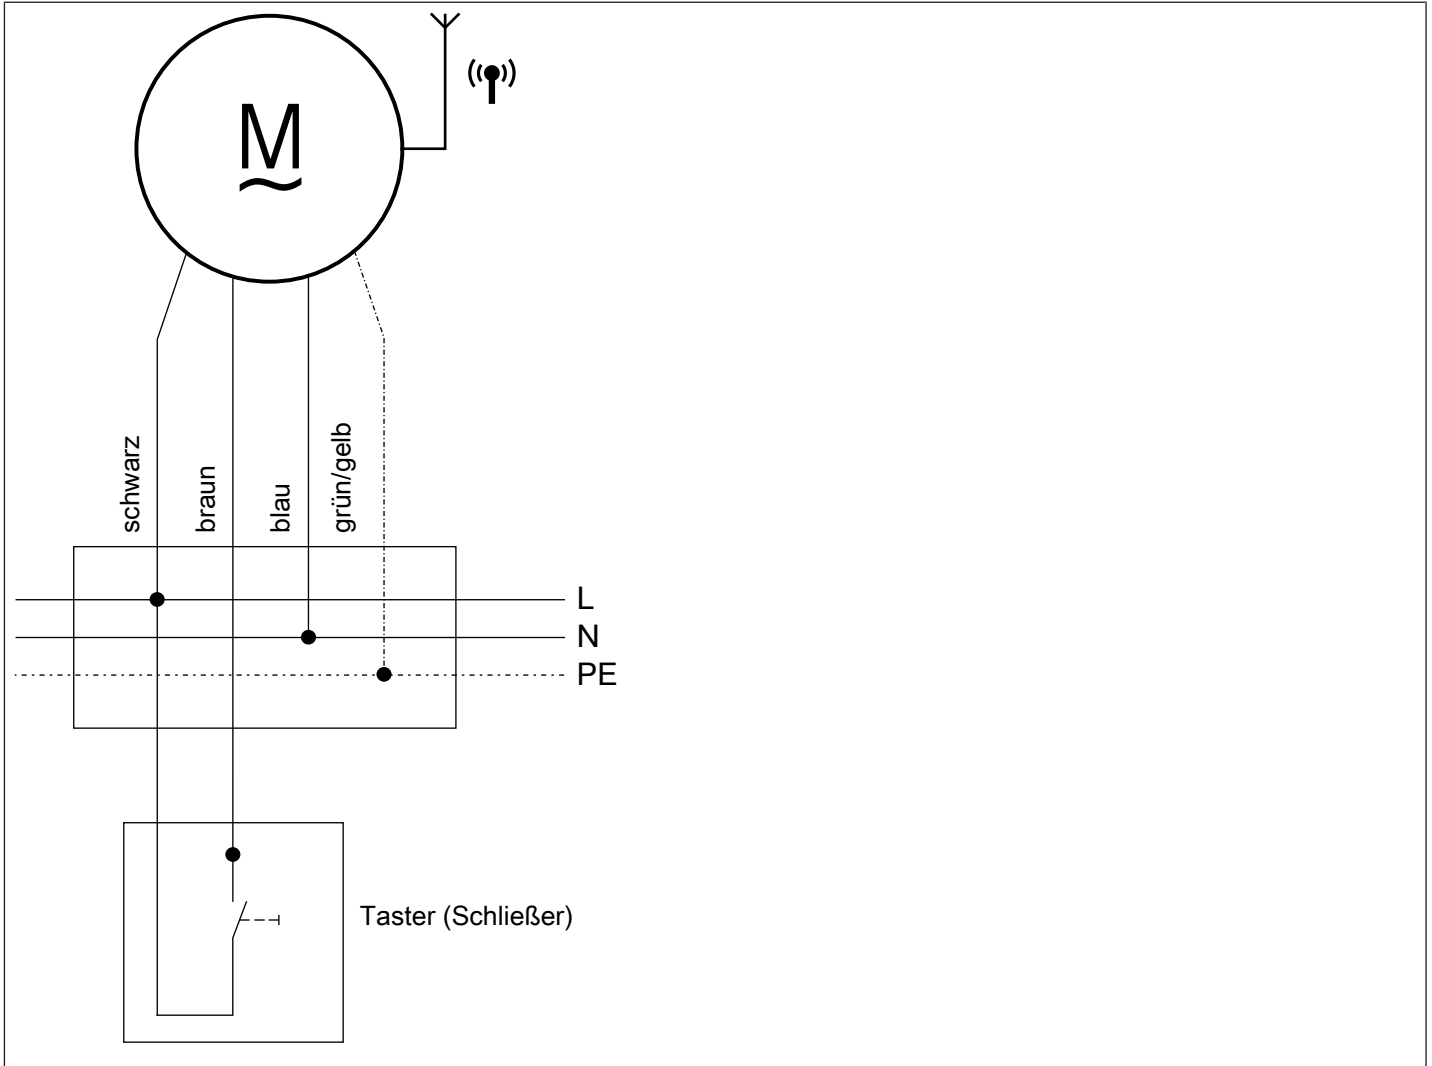 M
schwarz
braun
blau
grün/gelb
L
N
PE
Taster (Schließer)